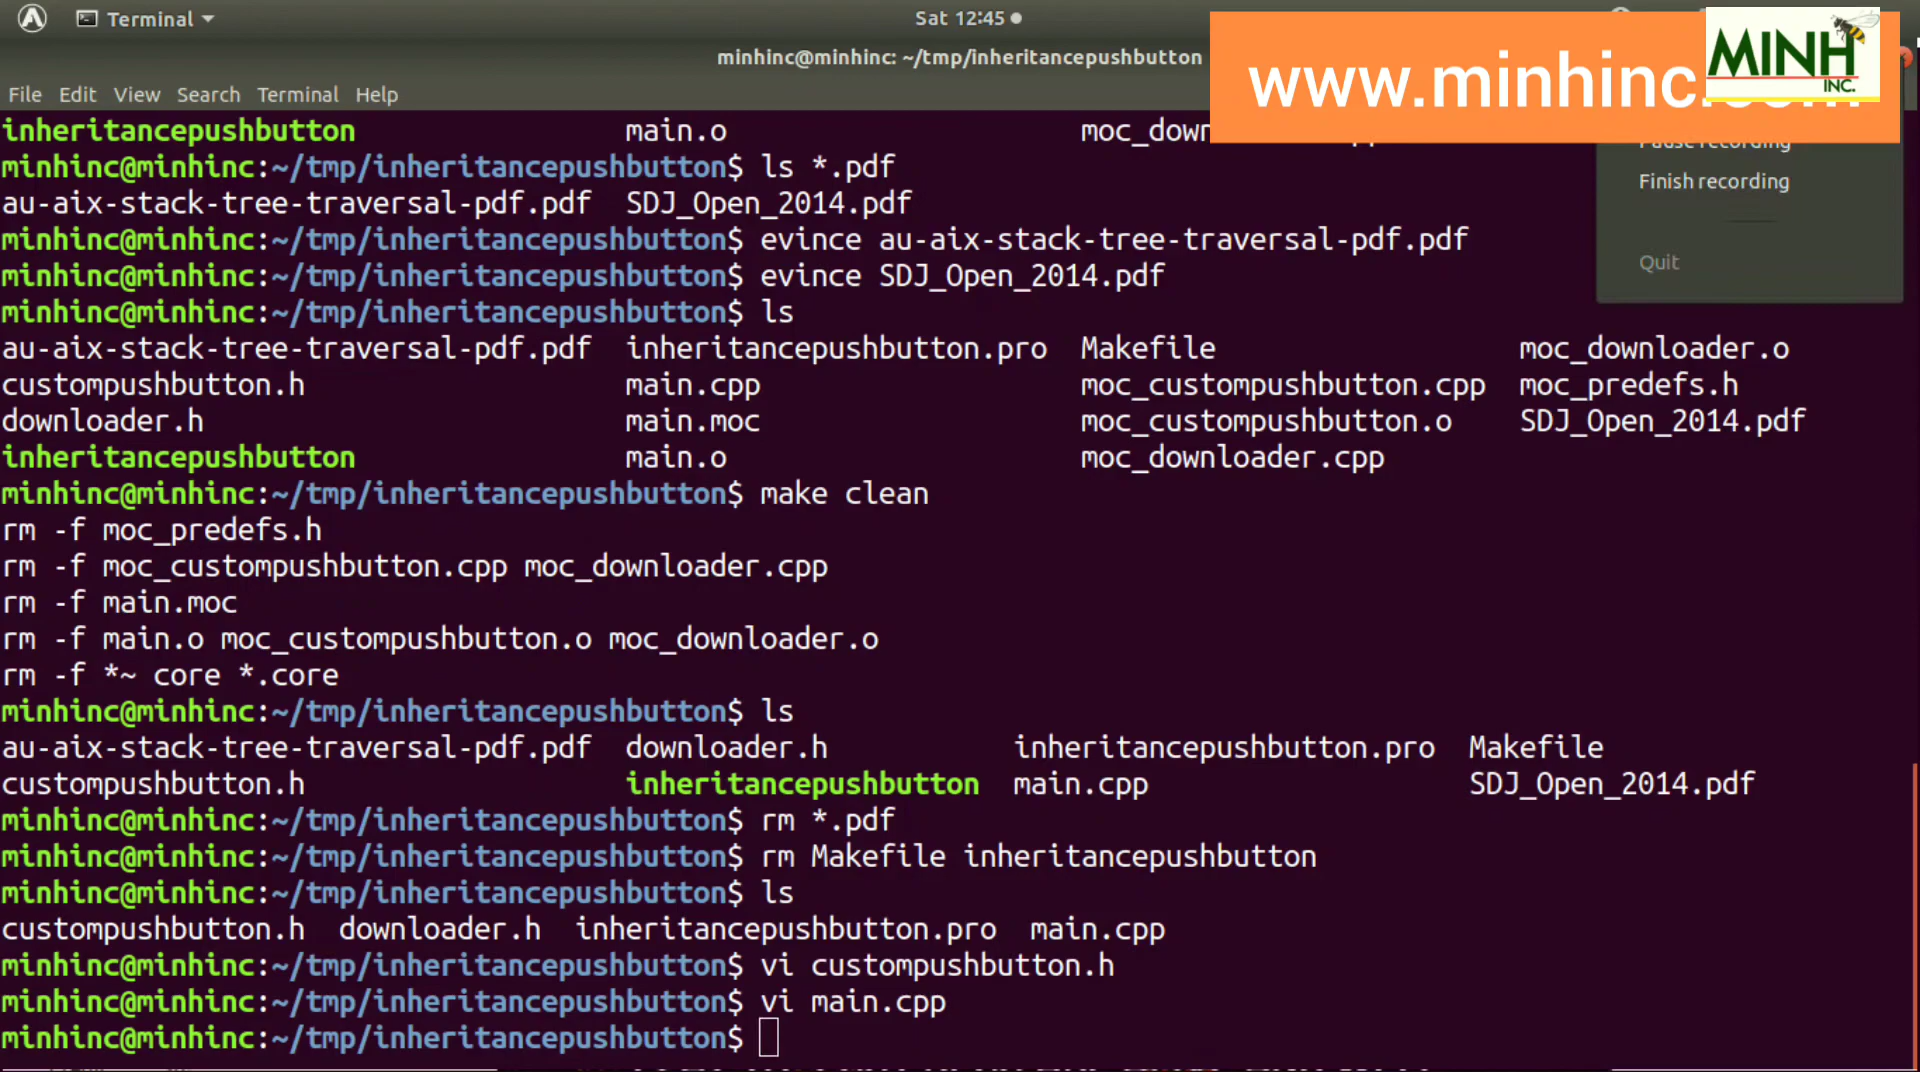 Terminal
Sat 12:45
minhinc@minhinc: ~/tmp/inheritancepushbutton
www.minhinc.com
MINH
INC.
File Edit View Search Terminal Help
Pause recording
Finish recording
Quit
inheritancepushbutton main.o
minhinc@minhinc:~/tmp/inheritancepushbutton$ ls *.pdf
au-aix-stack-tree-traversal-pdf.pdf SDJ_Open_2014.pdf
minhinc@minhinc:~/tmp/inheritancepushbutton$ evince au-aix-stack-tree-traversal-pdf.pdf
minhinc@minhinc:~/tmp/inheritancepushbutton$ evince SDJ_Open_2014.pdf
minhinc@minhinc:~/tmp/inheritancepushbutton$ ls
au-aix-stack-tree-traversal-pdf.pdf inheritancepushbutton.pro Makefile moc_downloader.o
custompushbutton.h main.cpp moc_custompushbutton.cpp moc_predefs.h
downloader.h main.moc moc_custompushbutton.o SDJ_Open_2014.pdf
inheritancepushbutton main.o moc_downloader.cpp
minhinc@minhinc:~/tmp/inheritancepushbutton$ make clean
rm -f moc_predefs.h
rm -f moc_custompushbutton.cpp moc_downloader.cpp
rm -f main.moc
rm -f main.o moc_custompushbutton.o moc_downloader.o
rm -f *~ core *.core
minhinc@minhinc:~/tmp/inheritancepushbutton$ ls
au-aix-stack-tree-traversal-pdf.pdf downloader.h inheritancepushbutton.pro Makefile
custompushbutton.h inheritancepushbutton main.cpp SDJ_Open_2014.pdf
minhinc@minhinc:~/tmp/inheritancepushbutton$ rm *.pdf
minhinc@minhinc:~/tmp/inheritancepushbutton$ rm Makefile inheritancepushbutton
minhinc@minhinc:~/tmp/inheritancepushbutton$ ls
custompushbutton.h downloader.h inheritancepushbutton.pro main.cpp
minhinc@minhinc:~/tmp/inheritancepushbutton$ vi custompushbutton.h
minhinc@minhinc:~/tmp/inheritancepushbutton$ vi main.cpp
minhinc@minhinc:~/tmp/inheritancepushbutton$